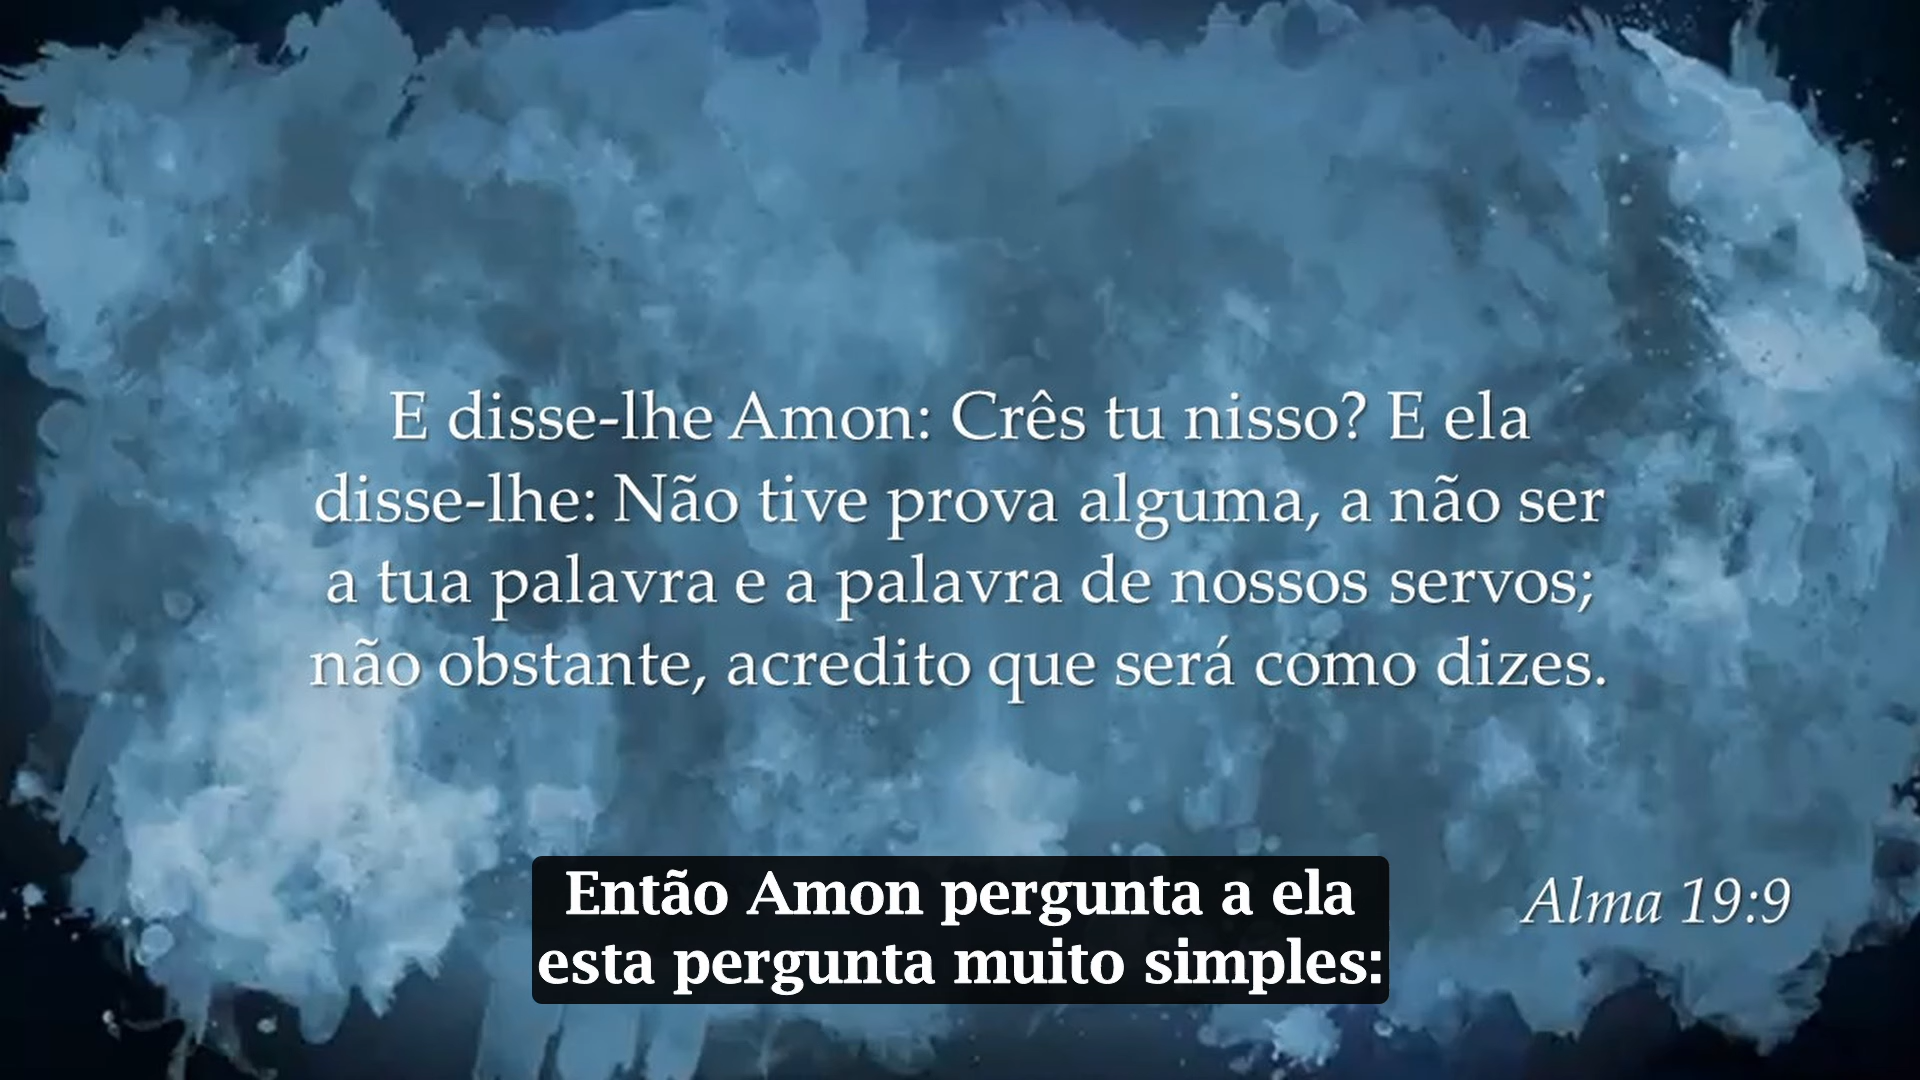 E disse-lhe Amon: Crês tu nisso? E ela
disse-lhe: Não tive prova alguma, a não ser
a tua palavra e a palavra de nossos servos;
não obstante, acredito que será como dizes.
Alma 19:9
Então Amon pergunta a ela
esta pergunta muito simples: